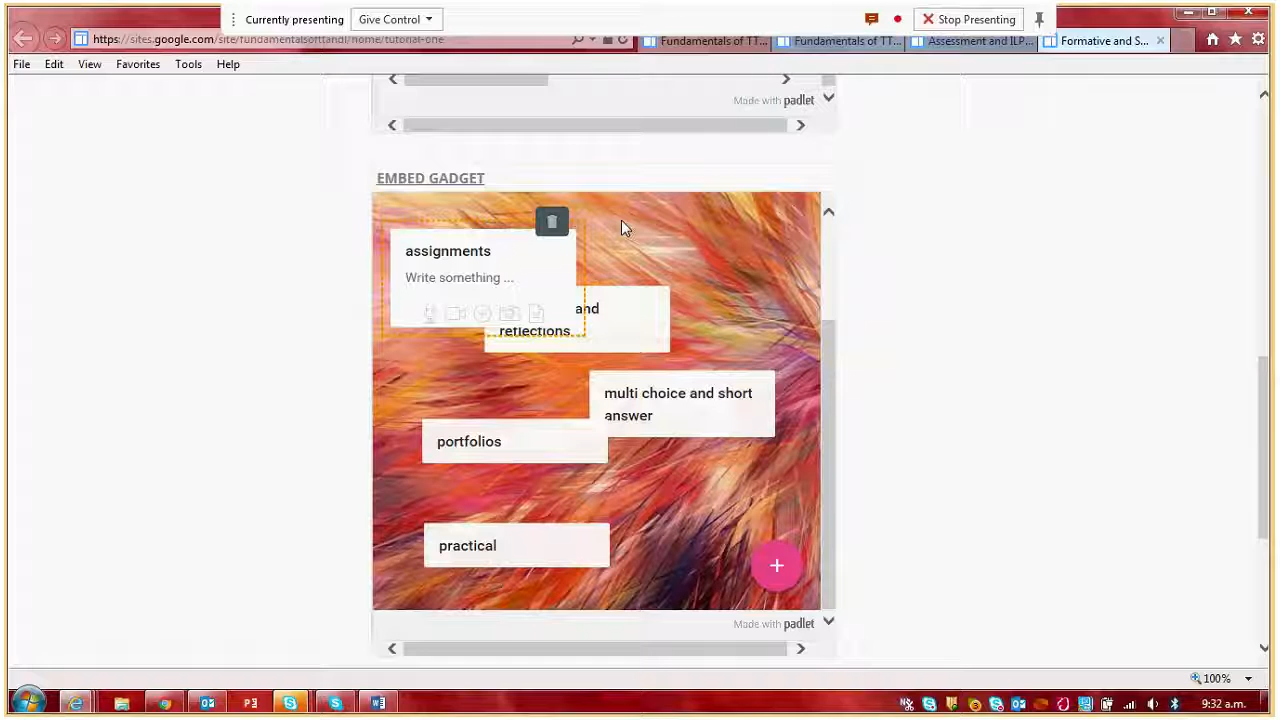 Currently presenting
Give Control
Stop Presenting
https://sites.google.com/site/fundamentalsofttandl/home/tutorial-one
Fundamentals of TT...
Fundamentals of TT...
Assessment and ILP...
Formative and S...
File Edit View Favorites Tools Help
Made with padlet
EMBED GADGET
assignments
Write something ...
and
reflections
multi choice and short
answer
portfolios
practical
Made with padlet
100%
9:32 a.m.